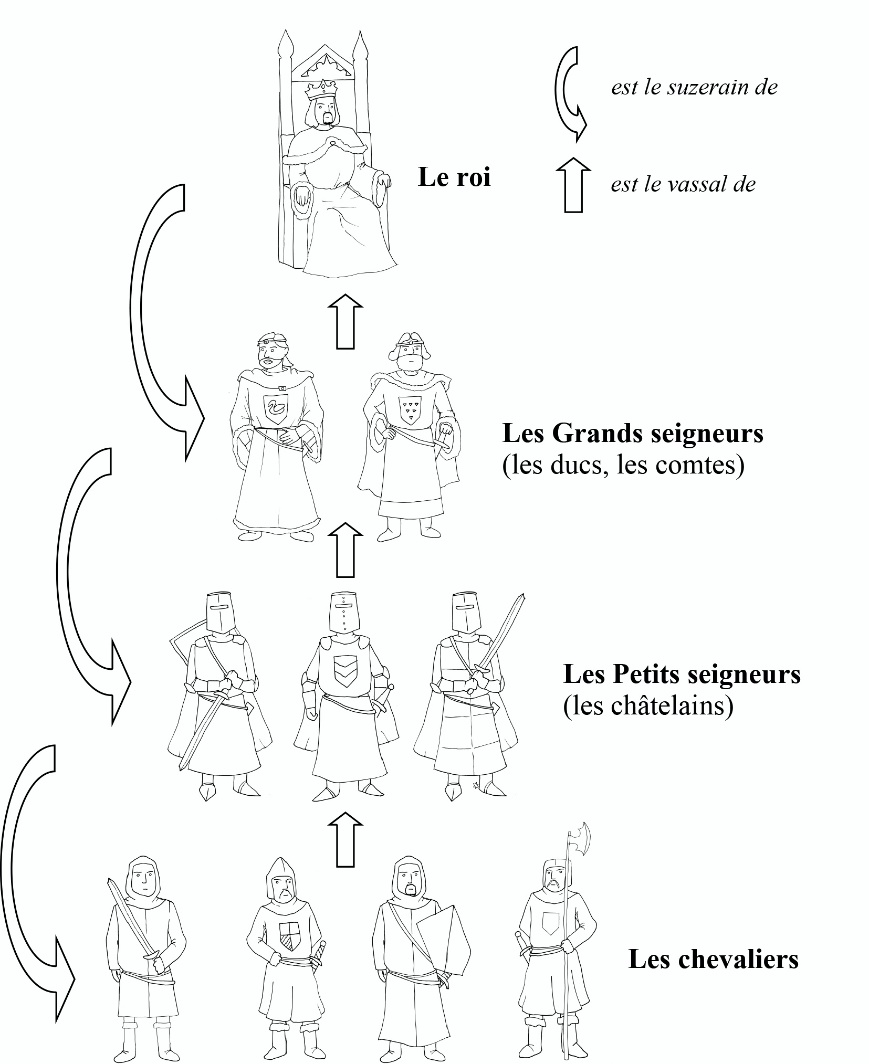 est le suzerain de
Le roi
est le vassal de
Les Grands seigneurs
(les ducs, les comtes)
Les Petits seigneurs
(les châtelains)
Les chevaliers